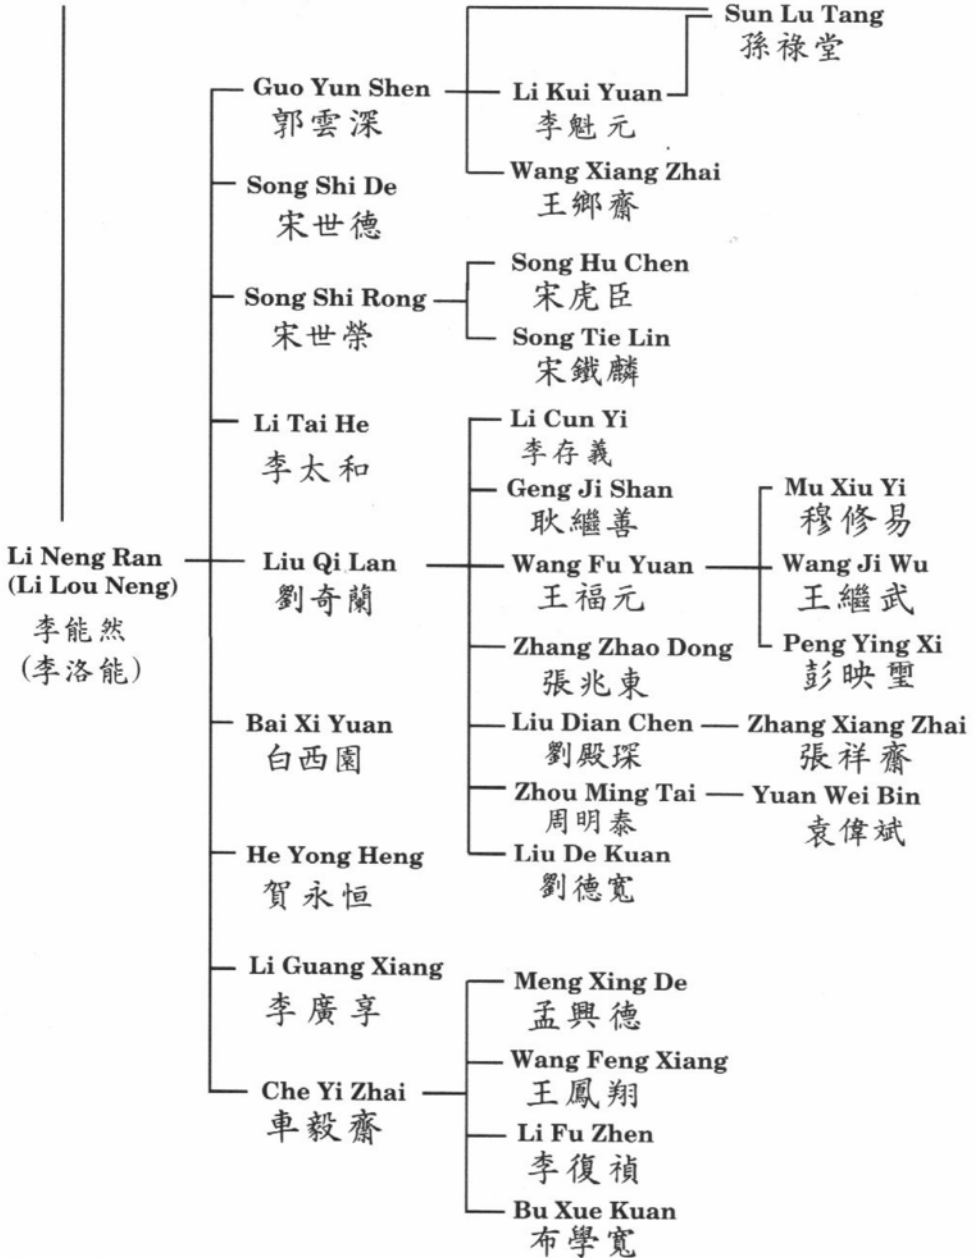 Sun Lu Tang
孫祿堂
Guo Yun Shen
郭雲深
Li Kui Yuan
李魁元
Wang Xiang Zhai
王鄉齋
Song Shi De
宋世德
Song Shi Rong
宋世榮
Song Hu Chen
宋虎臣
Song Tie Lin
宋鐵麟
Li Tai He
李太和
Li Neng Ran
(Li Lou Neng)
李能然
(李洛能)
Liu Qi Lan
劉奇蘭
Li Cun Yi
李存義
Geng Ji Shan
耿繼善
Wang Fu Yuan
王福元
Mu Xiu Yi
穆修易
Wang Ji Wu
王繼武
Peng Ying Xi
彭映璽
Zhang Zhao Dong
張兆東
Liu Dian Chen
劉殿琛
Zhang Xiang Zhai
張祥齋
Zhou Ming Tai
周明泰
Yuan Wei Bin
袁偉斌
Liu De Kuan
劉德寬
Bai Xi Yuan
白西園
He Yong Heng
賀永恒
Li Guang Xiang
李廣享
Che Yi Zhai
車毅齋
Meng Xing De
孟興德
Wang Feng Xiang
王鳳翔
Li Fu Zhen
李復禎
Bu Xue Kuan
布學寬